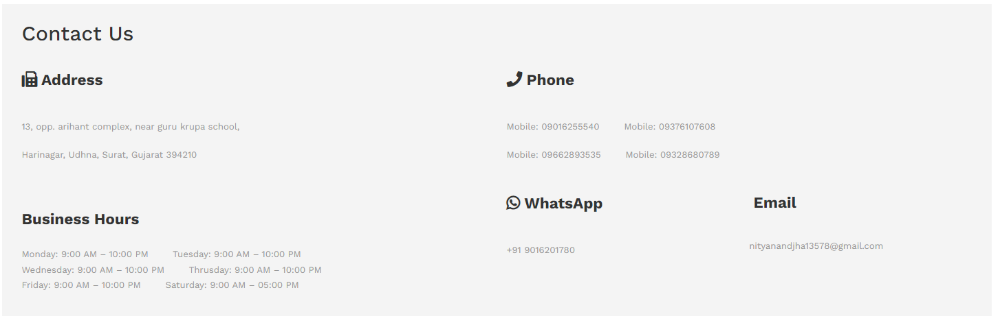 Contact Us
Address
13, opp. arihant complex, near guru krupa school,
Harinagar, Udhna, Surat, Gujarat 394210
Business Hours
Monday: 9:00 AM – 10:00 PM Tuesday: 9:00 AM – 10:00 PM
Wednesday: 9:00 AM – 10:00 PM Thrusday: 9:00 AM – 10:00 PM
Friday: 9:00 AM – 10:00 PM Saturday: 9:00 AM – 05:00 PM
Phone
Mobile: 09016255540 Mobile: 09376107608
Mobile: 09662893535 Mobile: 09328680789
WhatsApp
+91 9016201780
Email
nityanandjha13578@gmail.com